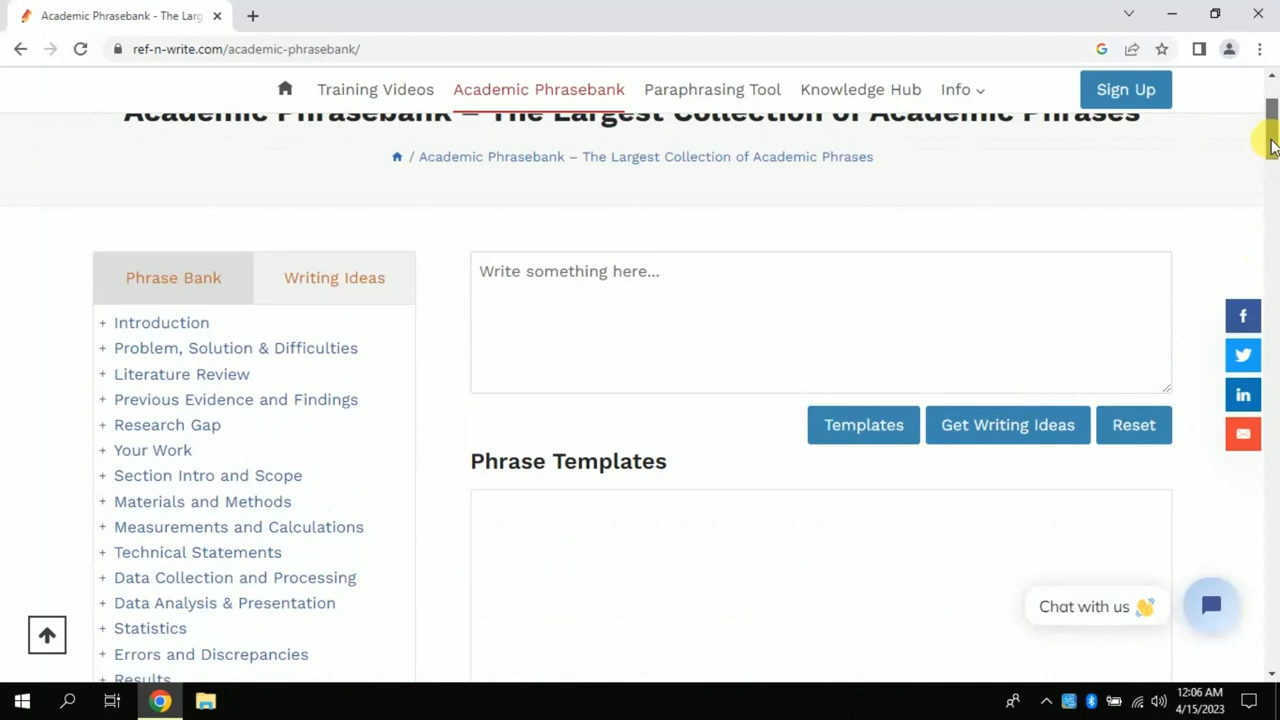 Academic Phrasebank - The Larg
ref-n-write.com/academic-phrasebank/
Training Videos
Academic Phrasebank
Paraphrasing Tool
Knowledge Hub
Info
Sign Up
Academic Phrasebank – The Largest Collection of Academic Phrases
/ Academic Phrasebank – The Largest Collection of Academic Phrases
Phrase Bank
Writing Ideas
+ Introduction
+ Problem, Solution & Difficulties
+ Literature Review
+ Previous Evidence and Findings
+ Research Gap
+ Your Work
+ Section Intro and Scope
+ Materials and Methods
+ Measurements and Calculations
+ Technical Statements
+ Data Collection and Processing
+ Data Analysis & Presentation
+ Statistics
+ Errors and Discrepancies
Results
Write something here...
Templates
Get Writing Ideas
Reset
Phrase Templates
f
in
Chat with us 👋
12:06 AM
4/15/2023